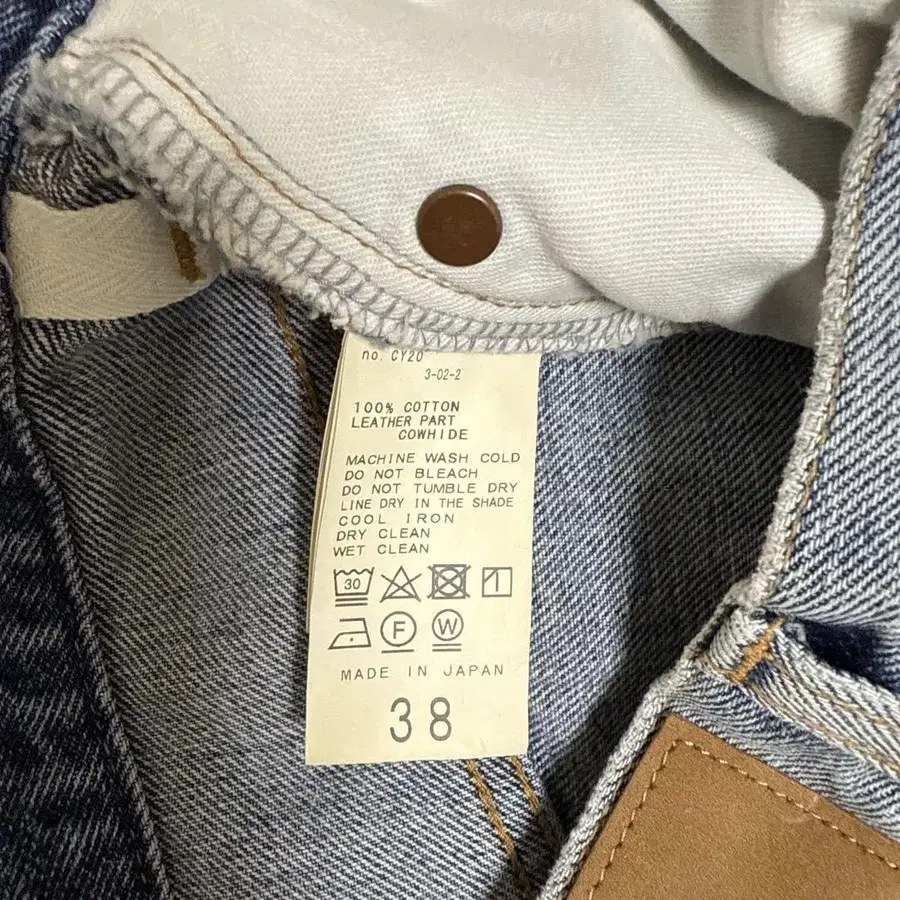 no. CY20
3-02-2
100% COTTON
LEATHER PART
COWHIDE
MACHINE WASH COLD
DO NOT BLEACH
DO NOT TUMBLE DRY
LINE DRY IN THE SHADE
COOL IRON
DRY CLEAN
WET CLEAN
30
F W
MADE IN JAPAN
38